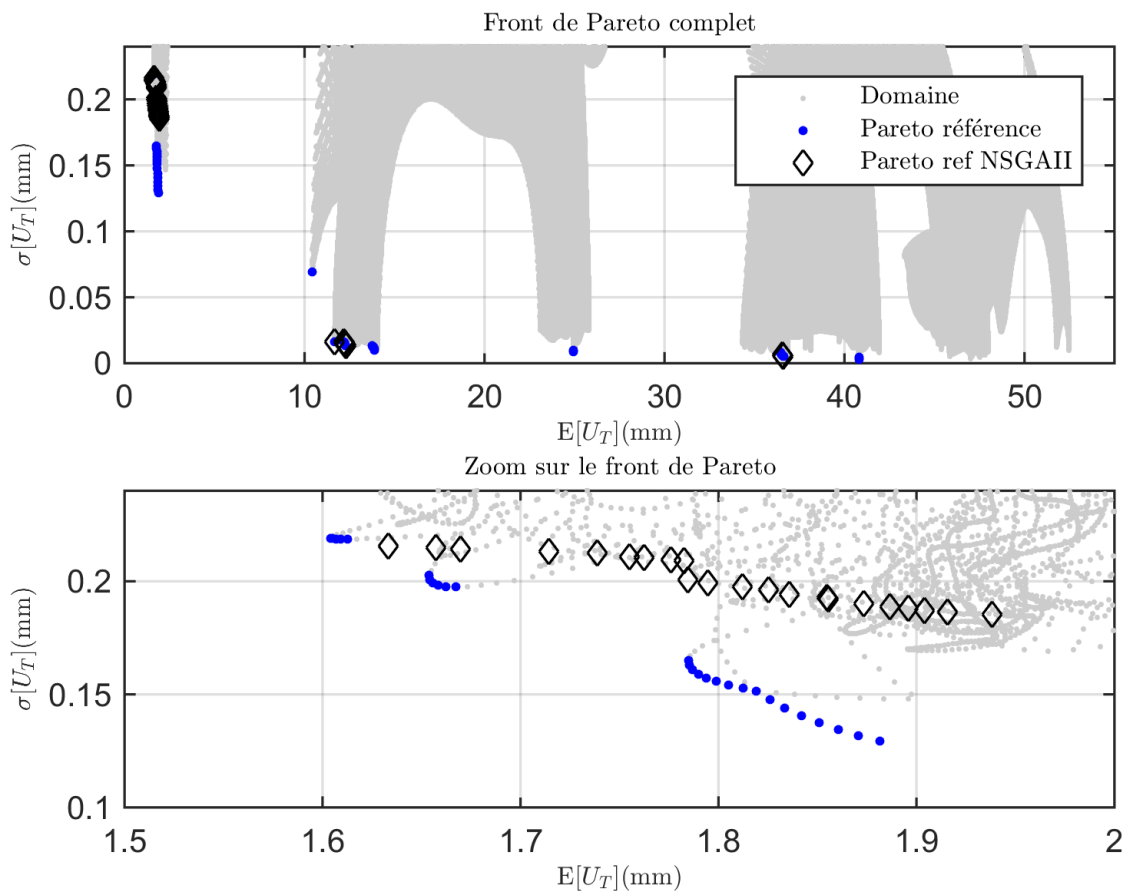 Front de Pareto complet
0.2
0.15
0.1
0.05
0
σ[U_T](mm)
Domaine
Pareto référence
Pareto ref NSGAII
0 10 20 30 40 50
E[U_T](mm)
Zoom sur le front de Pareto
0.2
0.15
0.1
σ[U_T](mm)
1.5 1.6 1.7 1.8 1.9 2
E[U_T](mm)